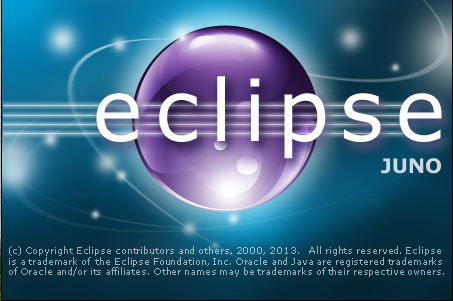 eclipse
JUNO
(c) Copyright Eclipse contributors and others, 2000, 2013.  All rights reserved. Eclipse
is a trademark of the Eclipse Foundation, Inc. Oracle and Java are registered trademarks
of Oracle and/or its affiliates. Other names may be trademarks of their respective owners.